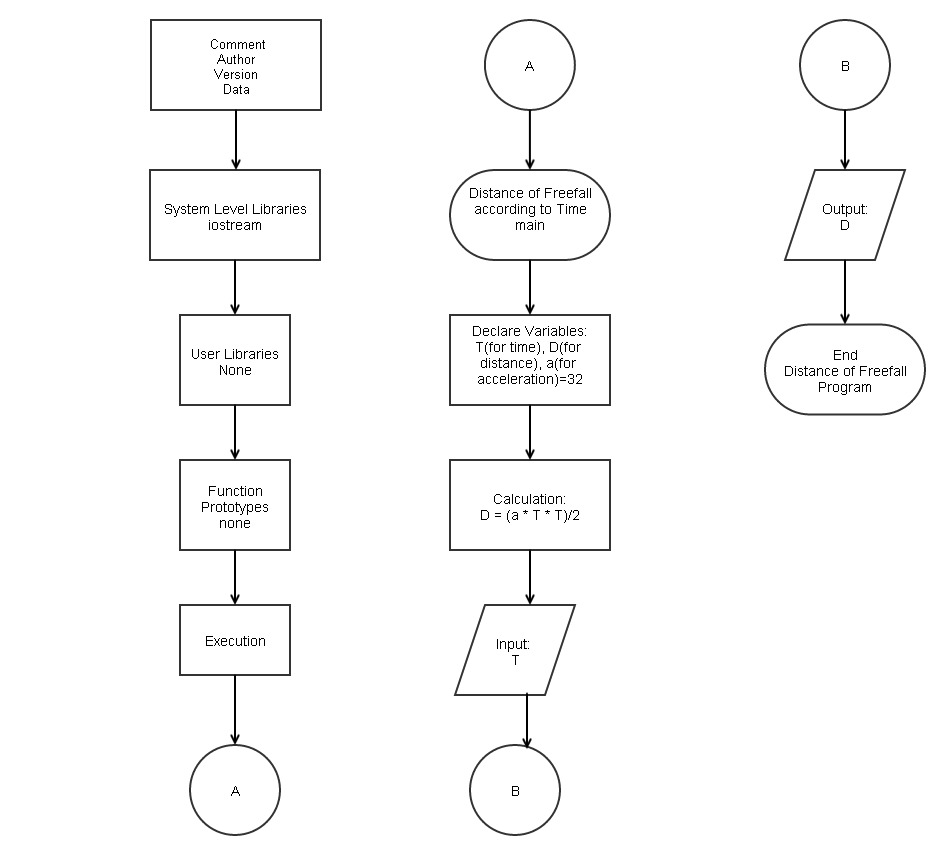 Comment
Author
Version
Data
System Level Libraries
iostream
User Libraries
None
Function
Prototypes
none
Execution
A
A
Distance of Freefall
according to Time
main
Declare Variables:
T(for time), D(for
distance), a(for
acceleration)=32
Calculation:
D = (a * T * T)/2
Input:
T
B
B
Output:
D
End
Distance of Freefall
Program